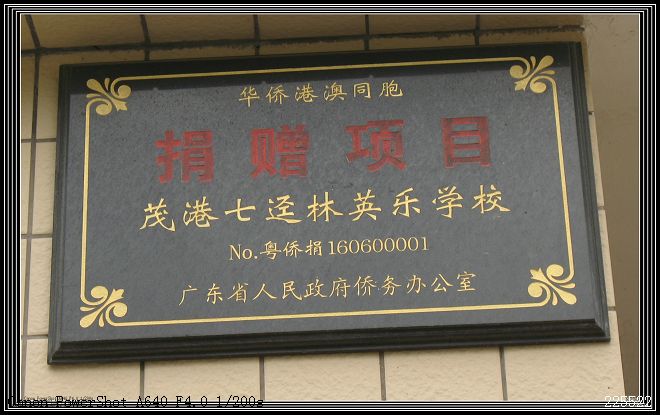 华侨港澳同胞
捐赠项目
茂港七迳林英乐学校
No.粤侨捐160600001
广东省人民政府侨务办公室
Canon PowerShot A640 F4.0 1/200s
225522